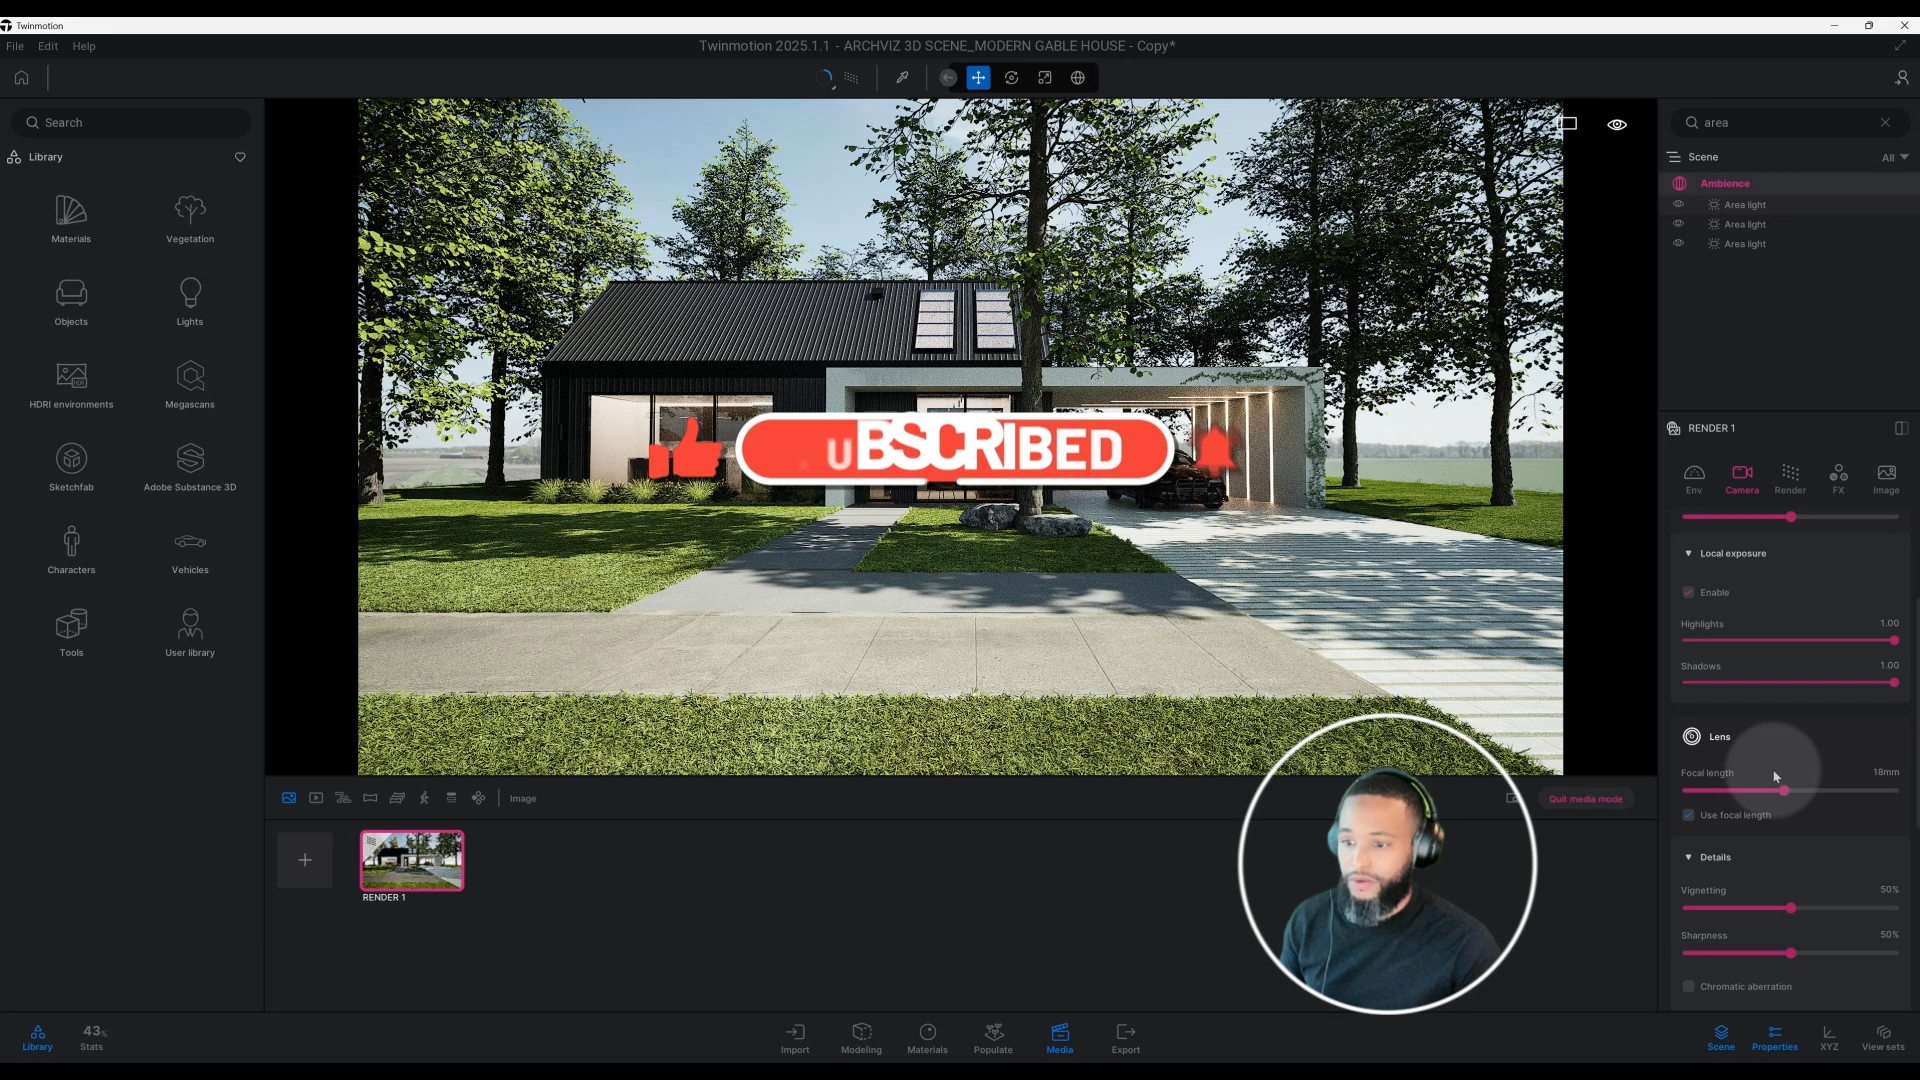 Twinmotion
File Edit Help
Twinmotion 2025.1.1 - ARCHVIZ 3D SCENE_MODERN GABLE HOUSE - Copy*
Search
Library
Materials
Vegetation
Objects
Lights
HDRI environments
Megascans
Sketchfab
Adobe Substance 3D
Characters
Vehicles
Tools
User library
UBSCRIBED
area
Scene
All
Ambience
Area light
Area light
Area light
RENDER 1
Env
Camera
Render
FX
Image
Local exposure
Enable
Highlights 1.00
Shadows 1.00
Lens
Focal length 18mm
Use focal length
Details
Vignetting 50%
Sharpness 50%
Chromatic aberration
Image
Quit media mode
RENDER 1
Library
43%
Stats
Import
Modeling
Materials
Populate
Media
Export
Scene
Properties
XYZ
View sets